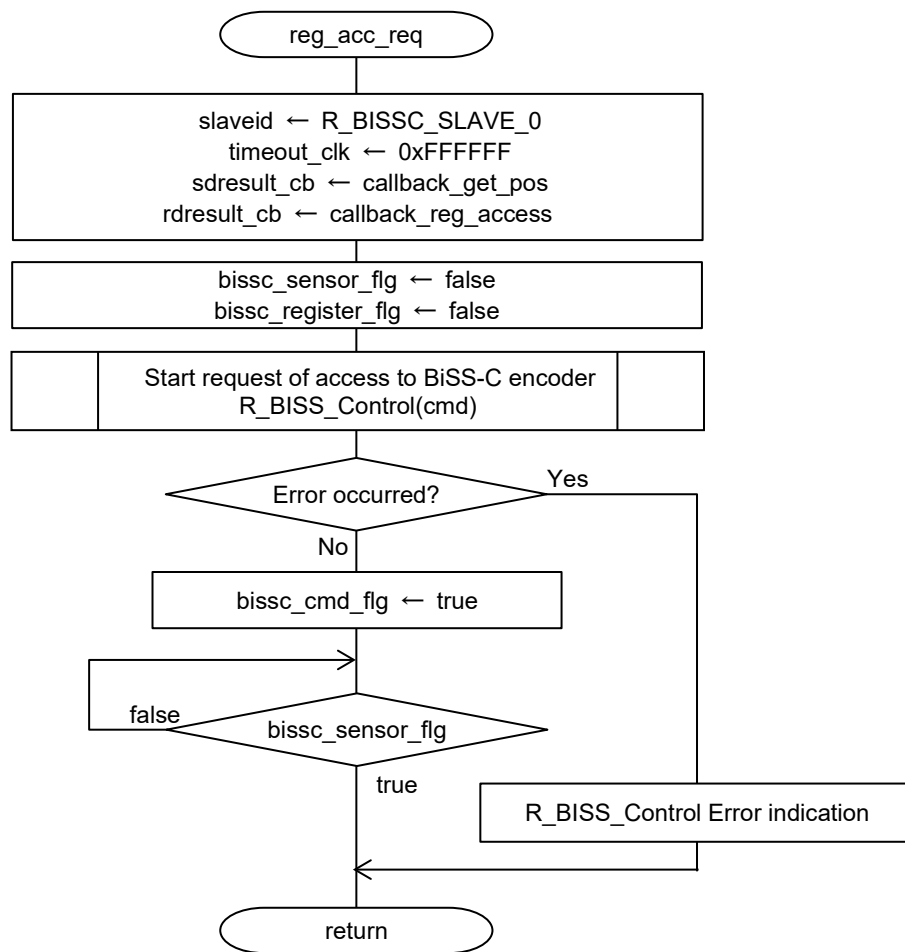 reg_acc_req
slaveid ← R_BISSC_SLAVE_0
timeout_clk ← 0xFFFFFF
sdresult_cb ← callback_get_pos
rdresult_cb ← callback_reg_access
bissc_sensor_flg ← false
bissc_register_flg ← false
Start request of access to BiSS-C encoder
R_BISS_Control(cmd)
Error occurred?
Yes
No
bissc_cmd_flg ← true
bissc_sensor_flg
false
true
R_BISS_Control Error indication
return